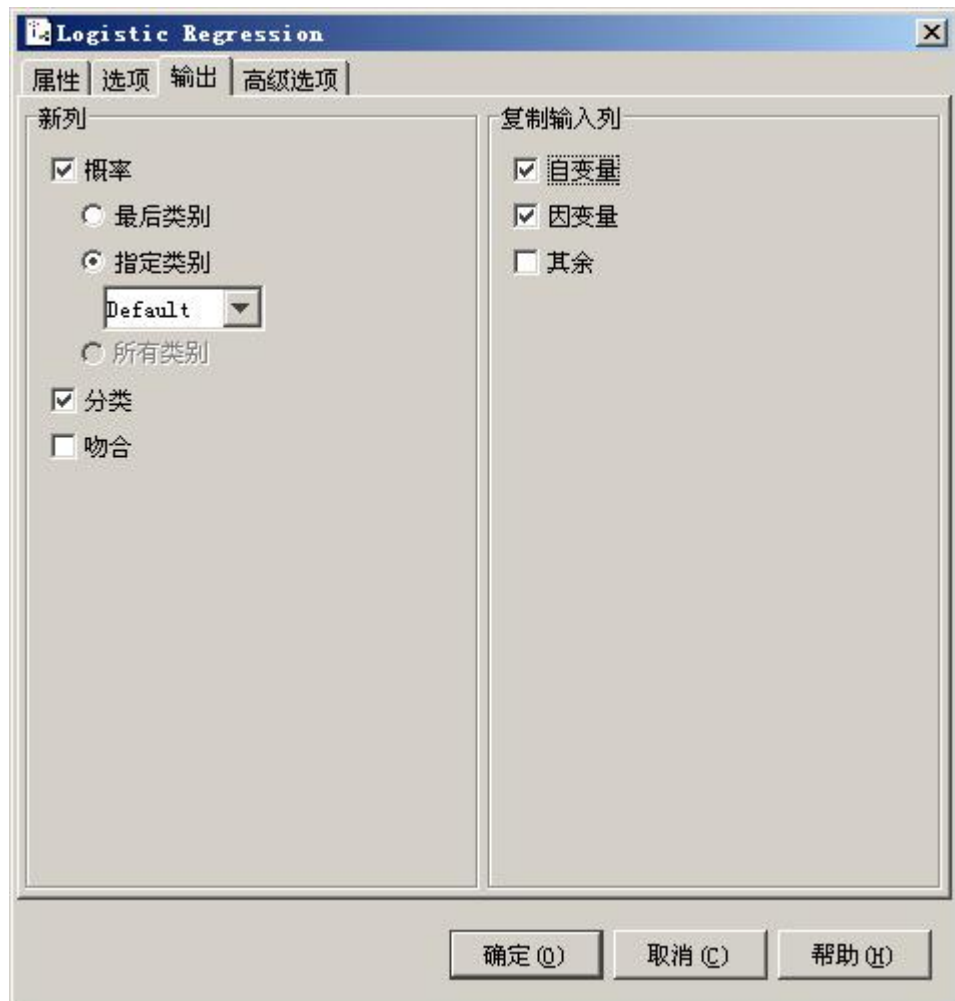 Logistic Regression
属性 选项 输出 高级选项
新列
概率
最后类别
指定类别
Default
所有类别
分类
吻合
复制输入列
自变量
因变量
其余
确定(O) 取消(C) 帮助(H)